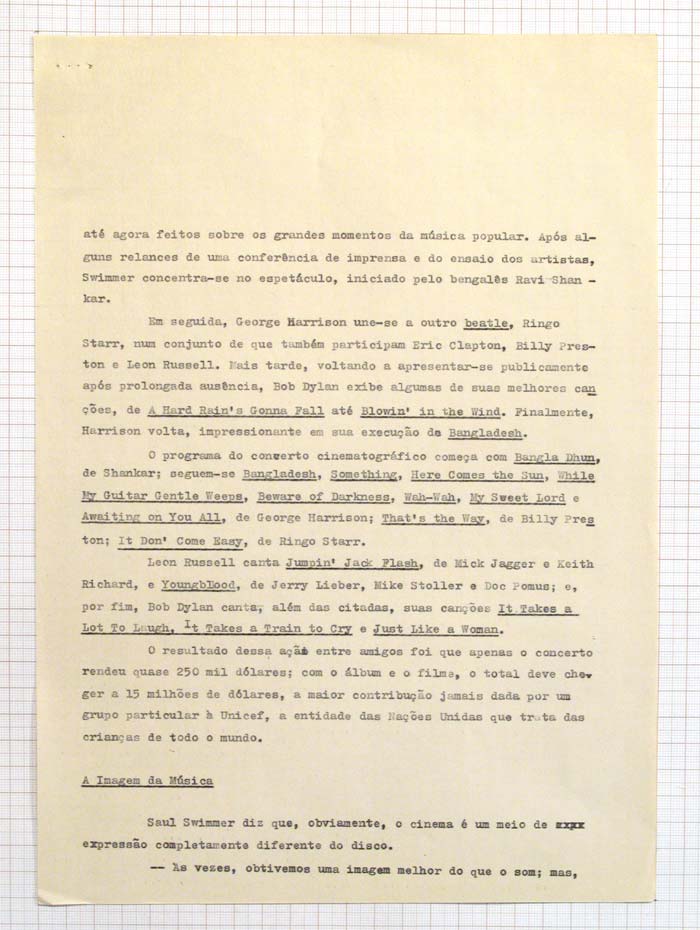 até agora feitos sobre os grandes momentos da música popular. Após al-
guns relances de uma conferência de imprensa e do ensaio dos artistas,
Swimmer concentra-se no espetáculo, iniciado pelo bengalês Ravi Shan -
kar.
Em seguida, George Harrison une-se a outro beatle, Ringo
Starr, num conjunto de que também participam Eric Clapton, Billy Pres-
ton e Leon Russell. Mais tarde, voltando a apresentar-se publicamente
após prolongada ausência, Bob Dylan exibe algumas de suas melhores can
ções, de A Hard Rain's Gonna Fall até Blowin' in the Wind. Finalmente,
Harrison volta, impressionante em sua execução de Bangladesh.
O programa do concerto cinematográfico começa com Bangla Dhun,
de Shankar; seguem-se Bangladesh, Something, Here Comes the Sun, While
My Guitar Gentle Weeps, Beware of Darkness, Wah-Wah, My Sweet Lord e
Awaiting on You All, de George Harrison; That's the Way, de Billy Pres
ton; It Don' Come Easy, de Ringo Starr.
Leon Russell canta Jumpin' Jack Flash, de Mick Jagger e Keith
Richard, e Youngblood, de Jerry Lieber, Mike Stoller e Doc Pomus; e,
por fim, Bob Dylan canta, além das citadas, suas canções It Takes a
Lot To Laugh, It Takes a Train to Cry e Just Like a Woman.
O resultado dessa ação entre amigos foi que apenas o concerto
rendeu quase 250 mil dólares; com o álbum e o filme, o total deve che
ger a 15 milhões de dólares, a maior contribução jamais dada por um
grupo particular à Unicef, a entidade das Nações Unidas que trata das
crianças de todo o mundo.
A Imagem da Música
Saul Swimmer diz que, obviamente, o cinema é um meio de xxxx
expressão completamente diferente do disco.
-- Às vezes, obtivemos uma imagem melhor do que o som; mas,